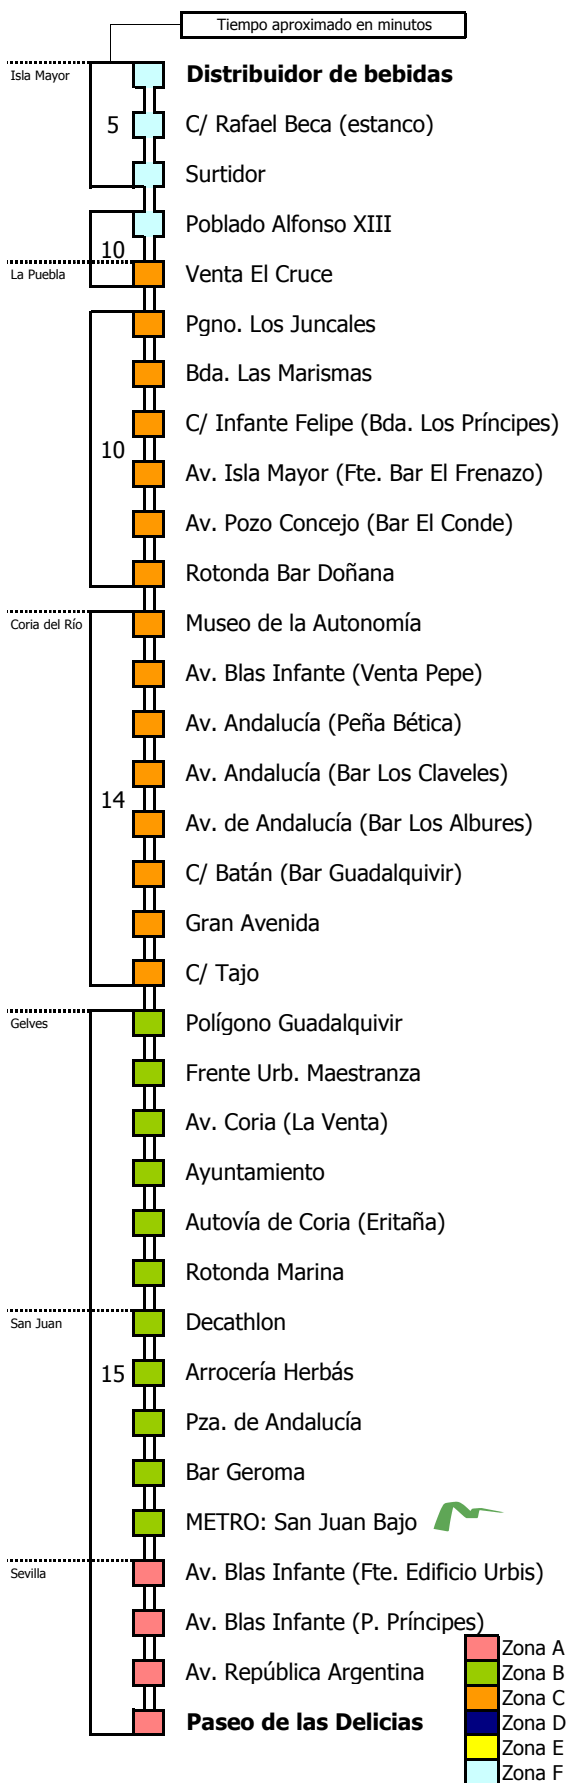 Tiempo aproximado en minutos
Isla Mayor
Distribuidor de bebidas
5
C/ Rafael Beca (estanco)
Surtidor
Poblado Alfonso XIII
10
La Puebla
Venta El Cruce
Pgno. Los Juncales
Bda. Las Marismas
C/ Infante Felipe (Bda. Los Príncipes)
10
Av. Isla Mayor (Fte. Bar El Frenazo)
Av. Pozo Concejo (Bar El Conde)
Rotonda Bar Doñana
Coria del Río
Museo de la Autonomía
Av. Blas Infante (Venta Pepe)
Av. Andalucía (Peña Bética)
Av. Andalucía (Bar Los Claveles)
14
Av. de Andalucía (Bar Los Albures)
C/ Batán (Bar Guadalquivir)
Gran Avenida
C/ Tajo
Gelves
Polígono Guadalquivir
Frente Urb. Maestranza
Av. Coria (La Venta)
Ayuntamiento
Autovía de Coria (Eritaña)
Rotonda Marina
San Juan
Decathlon
15
Arrocería Herbás
Pza. de Andalucía
Bar Geroma
METRO: San Juan Bajo
Sevilla
Av. Blas Infante (Fte. Edificio Urbis)
Av. Blas Infante (P. Príncipes)
Av. República Argentina
Paseo de las Delicias
Zona A
Zona B
Zona C
Zona D
Zona E
Zona F